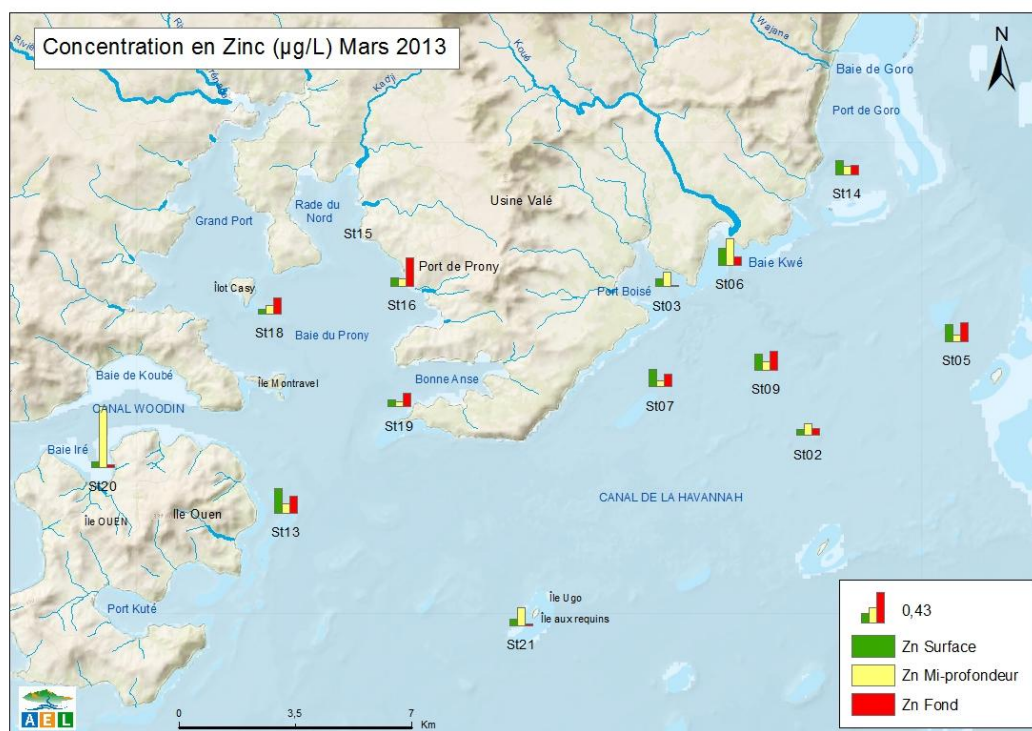 Concentration en Zinc (µg/L) Mars 2013
N
Wajana
Koué
Kadji
Baie de Goro
Port de Goro
St14
Usine Valé
Rade du
Nord
Grand Port
St15
Port de Prony
Baie Kwé
St06
Îlot Casy
St16
Port Boisé
St03
St18
Baie du Prony
St05
Baie de Koubé
Île Montravel
Bonne Anse
St09
St07
CANAL WOODIN
St19
Baie Iré
St02
St20
CANAL DE LA HAVANNAH
Île OUEN
Ile Ouen
St13
Port Kuté
Île Ugo
Île aux requins
St21
0,43
Zn Surface
Zn Mi-profondeur
Zn Fond
A E L
0
3,5
7
Km